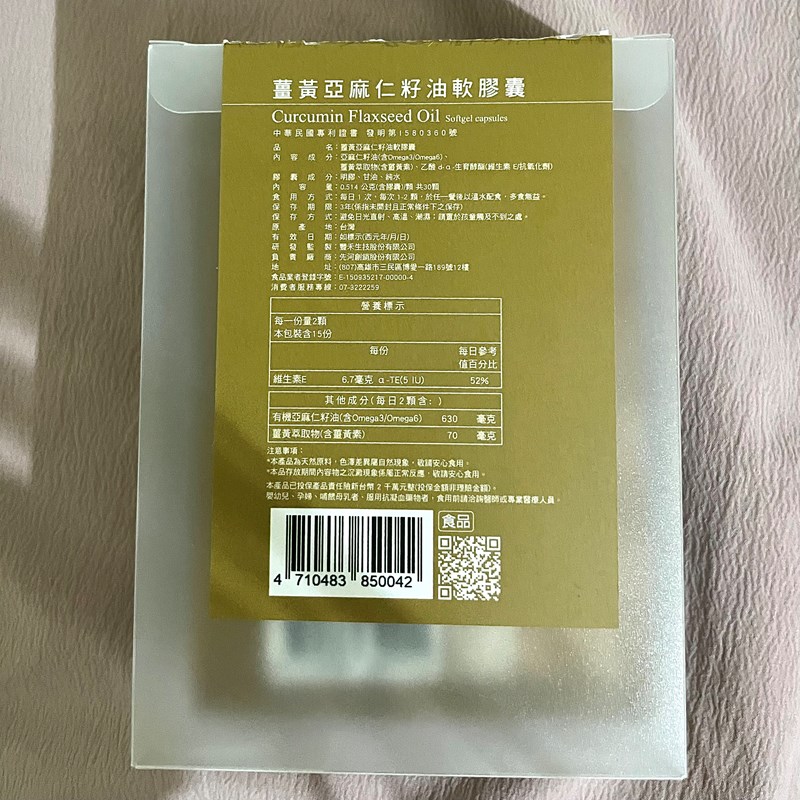 薑黃亞麻仁籽油軟膠囊
Curcumin Flaxseed Oil Softgel capsules
中華民國專利證書 發明第I580360號
品名：薑黃亞麻仁籽油軟膠囊
內容成分：亞麻仁籽油(含Omega3/Omega6)、
薑黃萃取物(含薑黃素)、乙酸 d-α-生育醇酯(維生素 E/抗氧化劑)
膠囊成分：明膠、甘油、純水
內容量：0.514 公克(含膠囊)/顆 共30顆
食用方式：每日 1 次、每次 1-2 顆，於任一餐後以溫水配食，多食無益。
保存期限：3年(係指未開封且正常條件下之保存)
保存方式：避免日光直射、高溫、潮濕；請置於孩童觸及不到之處。
原產地：台灣
有效日期：如標示(西元年/月/日)
研發監製：豐禾生技股份有限公司
負責廠商：先河創銷股份有限公司
地址：(807)高雄市三民區博愛一路189號12樓
食品業者登錄字號：E-150935217-00000-4
消費者服務專線：07-3222259
營養標示
每一份量2顆
本包裝含15份
每份 每日參考
值百分比
維生素E 6.7毫克 α-TE(5 IU) 52%
其他成分(每日2顆含：)
有機亞麻仁籽油(含Omega3/Omega6) 630 毫克
薑黃萃取物(含薑黃素) 70 毫克
注意事項：
*本產品為天然原料，色澤差異屬自然現象，敬請安心食用。
*本品存放期間內容物之沉澱現象係屬正常反應，敬請安心食用。
本產品已投保產品責任險新台幣 2 千萬元整(投保金額非理賠金額)。
嬰幼兒、孕婦、哺餵母乳者、服用抗凝血藥物者，食用前請洽詢醫師或專業醫療人員。
食品
4 710483 850042